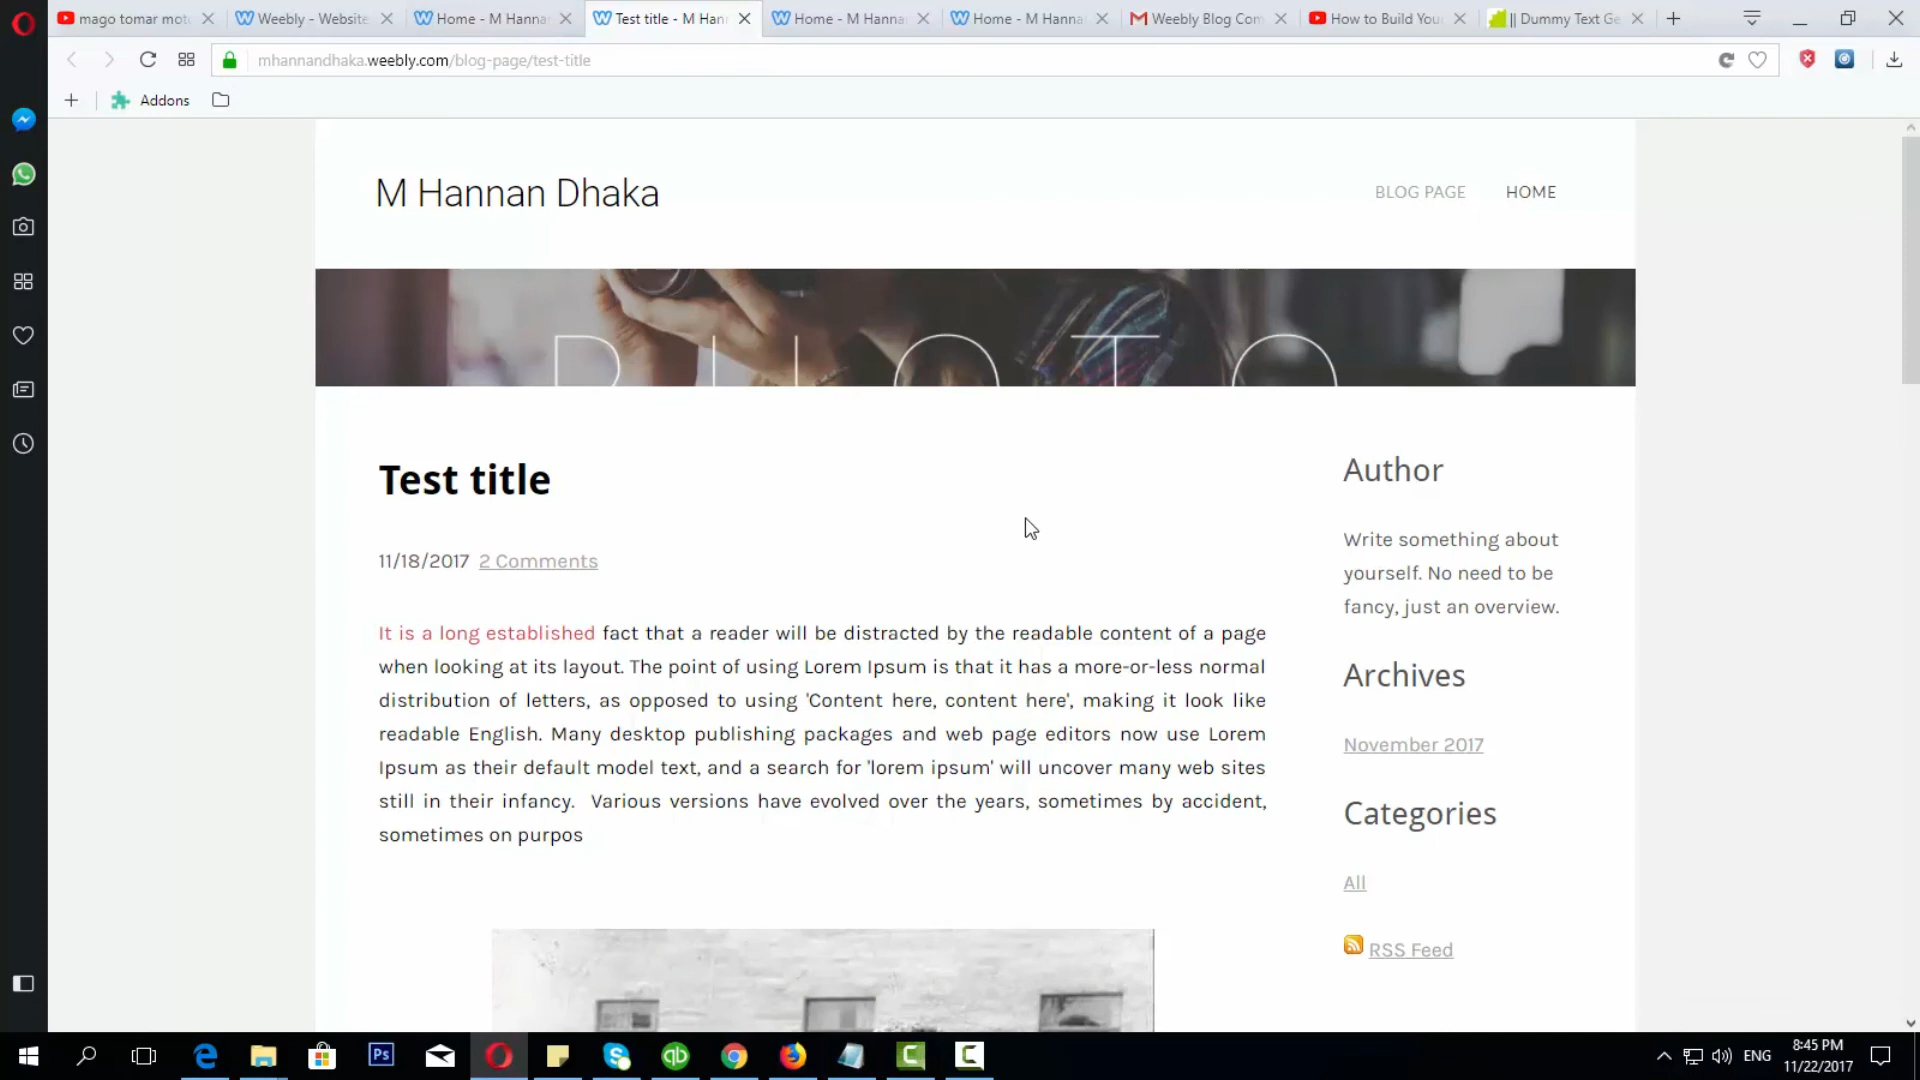 mago tomar mot
Weebly - Website
Home - M Hanna
Test title - M Han
Home - M Hanna
Home - M Hanna
Weebly Blog Com
How to Build You
|| Dummy Text Ge
mhannandhaka.weebly.com/blog-page/test-title
Addons
M Hannan Dhaka
BLOG PAGE
HOME
Test title
11/18/2017 2 Comments
It is a long established fact that a reader will be distracted by the readable content of a page
when looking at its layout. The point of using Lorem Ipsum is that it has a more-or-less normal
distribution of letters, as opposed to using 'Content here, content here', making it look like
readable English. Many desktop publishing packages and web page editors now use Lorem
Ipsum as their default model text, and a search for 'lorem ipsum' will uncover many web sites
still in their infancy. Various versions have evolved over the years, sometimes by accident,
sometimes on purpos
Author
Write something about
yourself. No need to be
fancy, just an overview.
Archives
November 2017
Categories
All
RSS Feed
Ps
qb
ENG
8:45 PM
11/22/2017